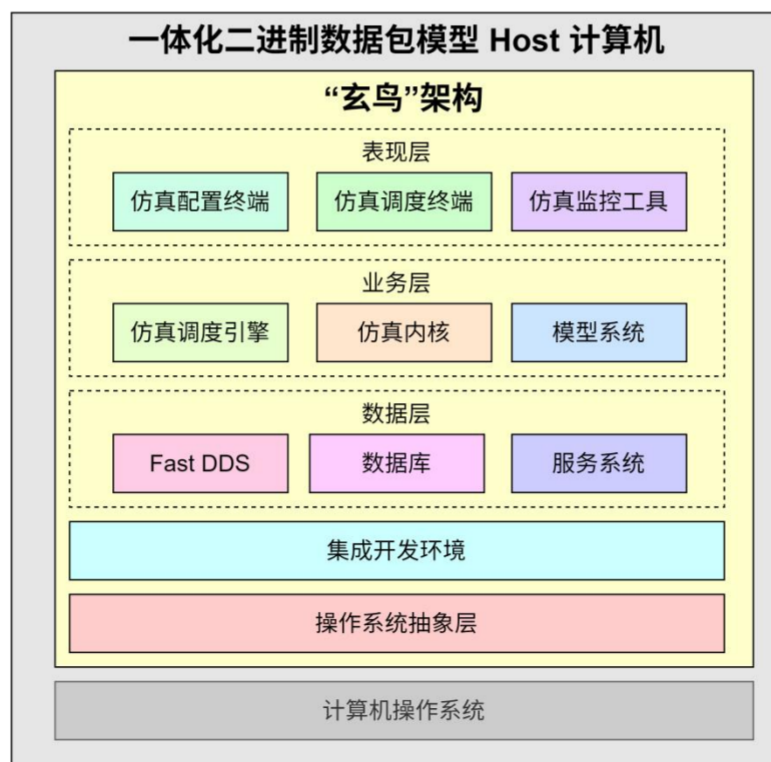 一体化二进制数据包模型 Host 计算机
“玄鸟”架构
表现层
仿真配置终端
仿真调度终端
仿真监控工具
业务层
仿真调度引擎
仿真内核
模型系统
数据层
Fast DDS
数据库
服务系统
集成开发环境
操作系统抽象层
计算机操作系统